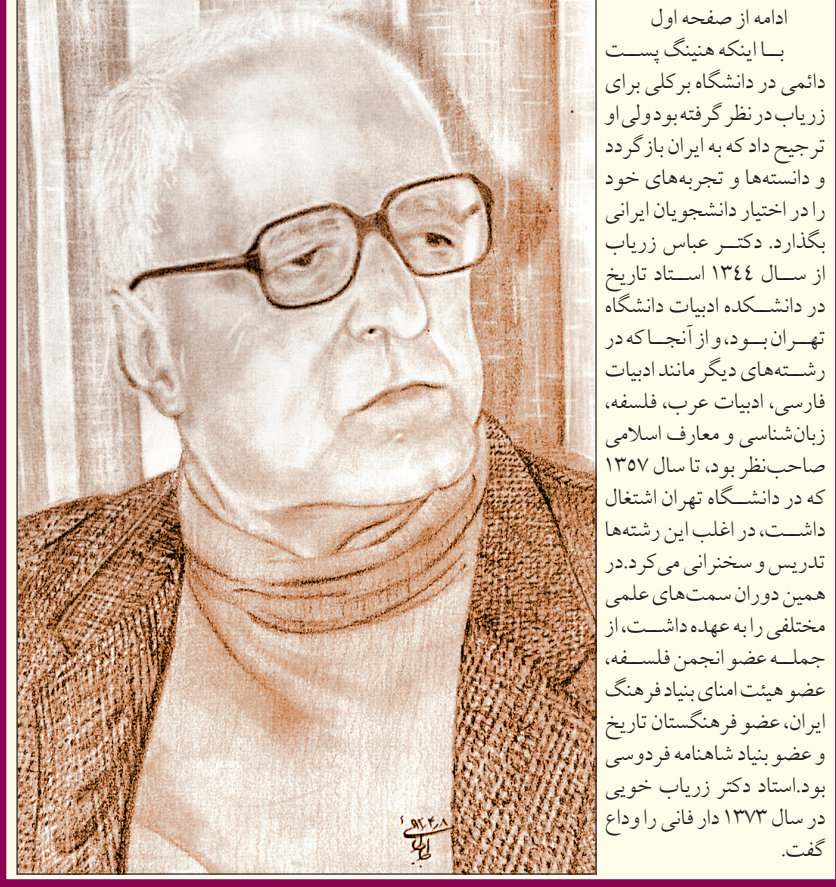 ادامه از صفحه اول
بـا اینکه هنینگ پسـت
دائمی در دانشگاه برکلی برای
زریاب در نظر گرفته بود ولی او
ترجیح داد که به ایران بازگردد
و دانسته‌ها و تجربه‌های خود
را در اختیار دانشجویان ایرانی
بگذارد. دکتـر عباس زریاب
از سـال ۱۳٤٤ اسـتاد تاریخ
در دانشـکده ادبیات دانشگاه
تهـران بـود، و از آنجـا که در
رشـته‌های دیگر مانند ادبیات
فارسی، ادبیات عرب، فلسفه،
زبان‌شناسی و معارف اسلامی
صاحب‌نظر بود، تا سال ۱۳٥۷
که در دانشـگاه تهران اشتغال
داشـت، در اغلب این رشته‌ها
تدریس و سخنرانی می‌کرد.در
همین دوران سمت‌های علمی
مختلفی را به عهده داشـت، از
جملـه عضو انجمن فلسـفه،
عضو هیئت امنای بنیاد فرهنگ
ایران، عضو فرهنگستان تاریخ
و عضو بنیاد شاهنامه فردوسی
بود.استاد دکتر زریاب خویی
در سال ۱۳۷۳ دار فانی را وداع
گفت.